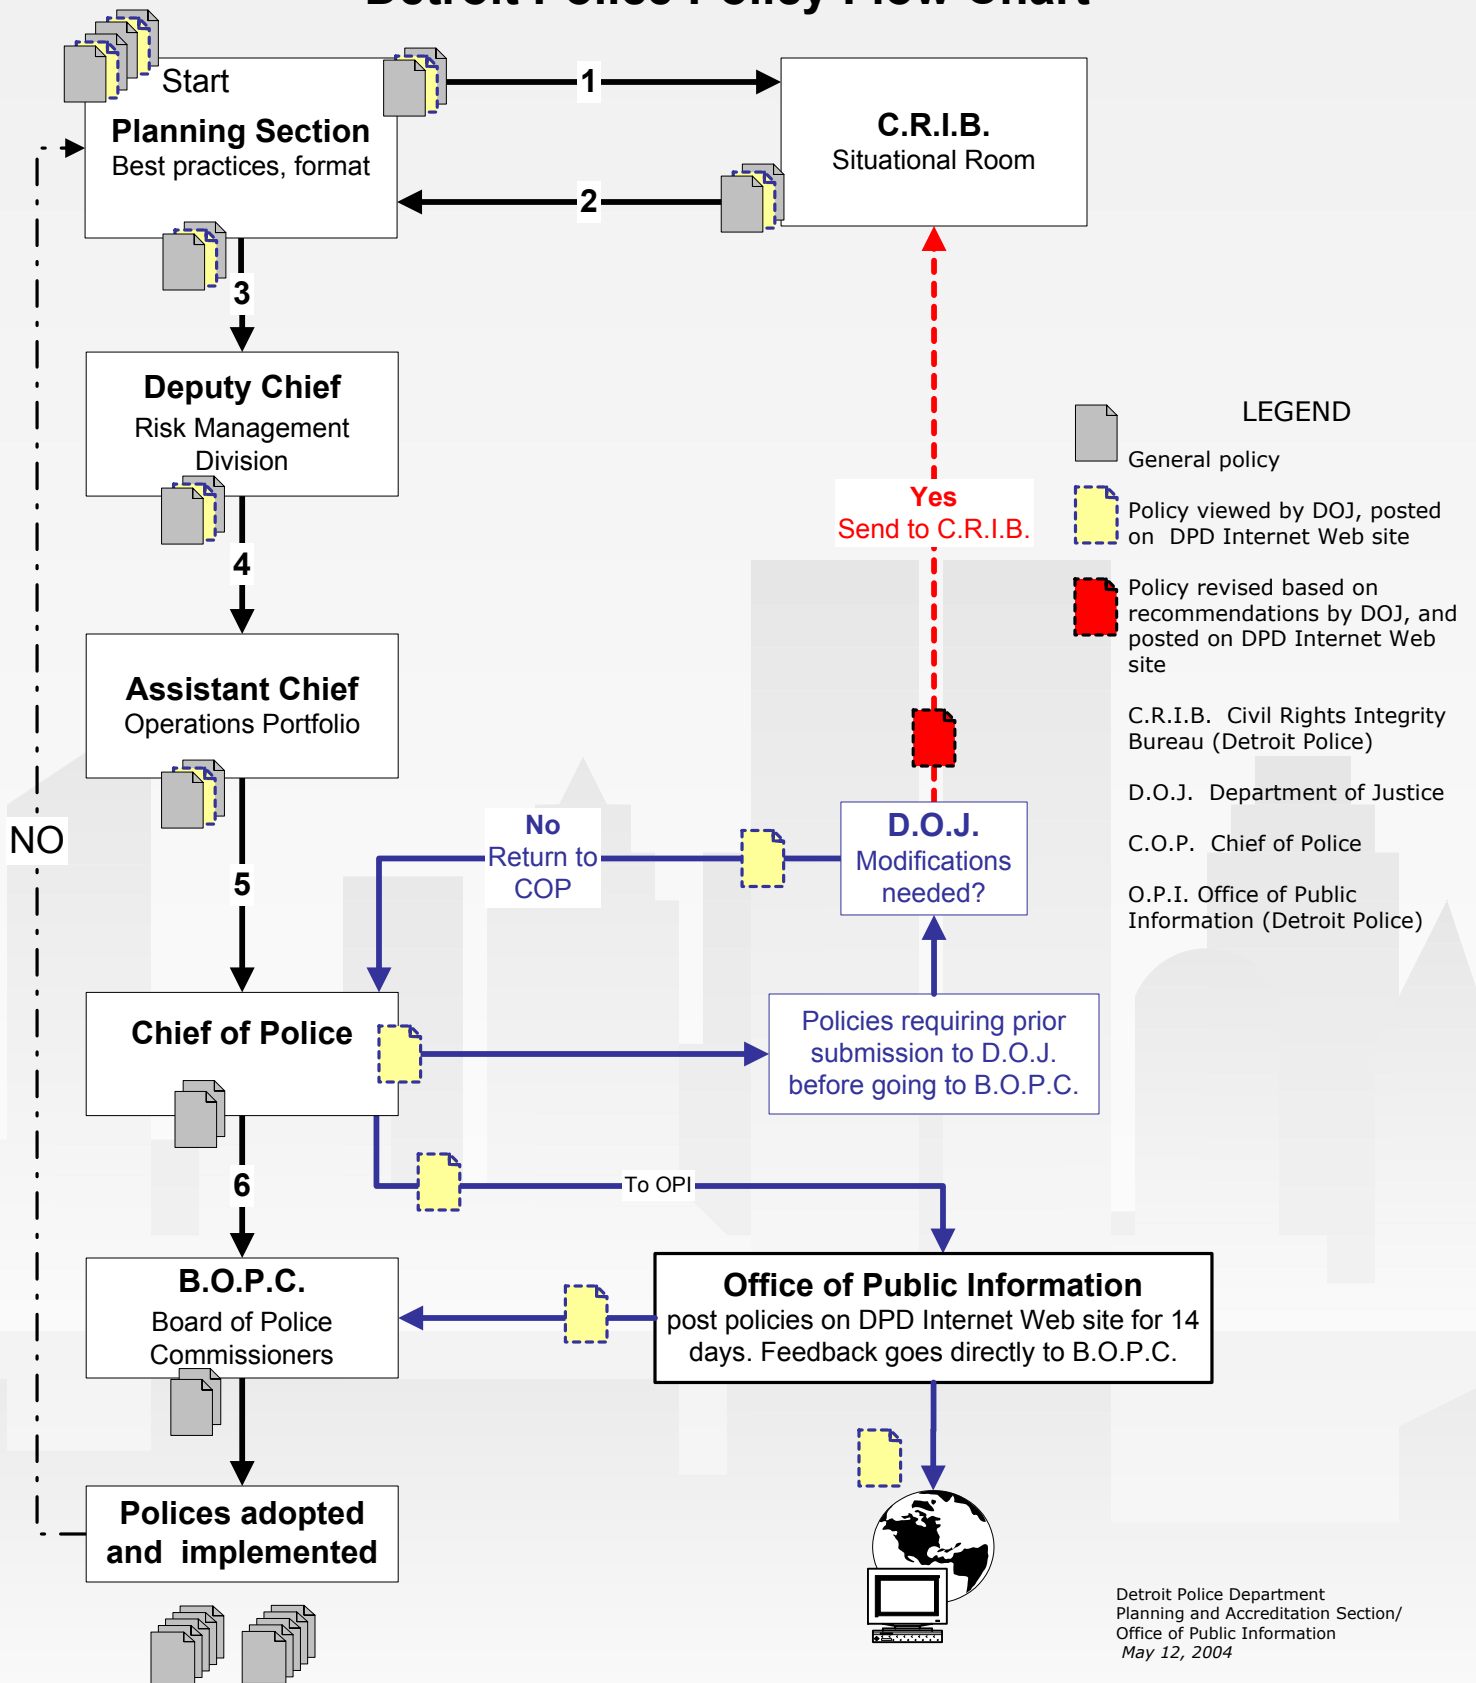 Detroit Police Policy Flow Chart
Start
Planning Section
Best practices, format
1
2
C.R.I.B.
Situational Room
3
Deputy Chief
Risk Management
Division
4
Assistant Chief
Operations Portfolio
5
NO
Yes
Send to C.R.I.B.
LEGEND
General policy
Policy viewed by DOJ, posted
on DPD Internet Web site
Policy revised based on
recommendations by DOJ, and
posted on DPD Internet Web
site
C.R.I.B. Civil Rights Integrity
Bureau (Detroit Police)
D.O.J. Department of Justice
C.O.P. Chief of Police
O.P.I. Office of Public
Information (Detroit Police)
No
Return to
COP
D.O.J.
Modifications
needed?
Chief of Police
Policies requiring prior
submission to D.O.J.
before going to B.O.P.C.
6
To OPI
B.O.P.C.
Board of Police
Commissioners
Office of Public Information
post policies on DPD Internet Web site for 14
days. Feedback goes directly to B.O.P.C.
Polices adopted
and implemented
Detroit Police Department
Planning and Accreditation Section/
Office of Public Information
May 12, 2004